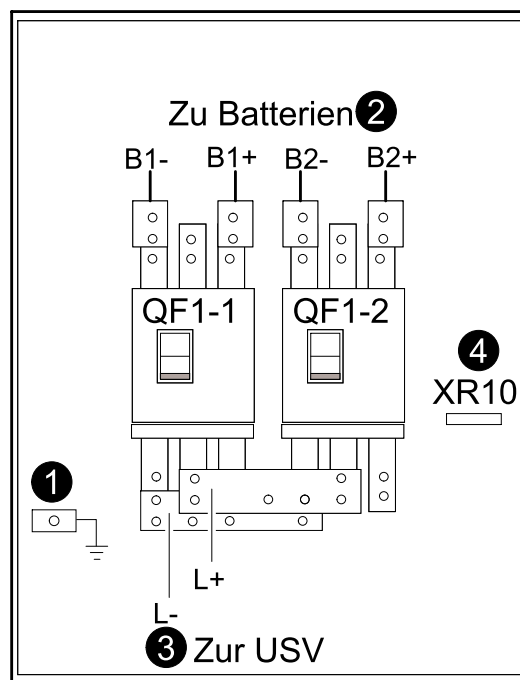 Zu Batterien 2
B1- B1+ B2- B2+
QF1-1 QF1-2
4
XR10
1
L+
L-
3 Zur USV